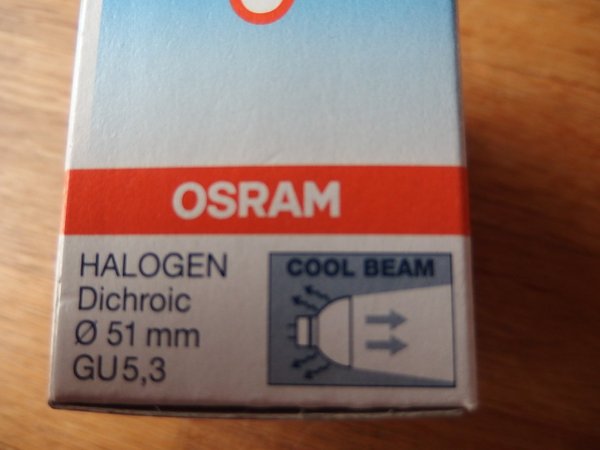 OSRAM
HALOGEN
Dichroic
Ø 51 mm
GU5,3
COOL BEAM